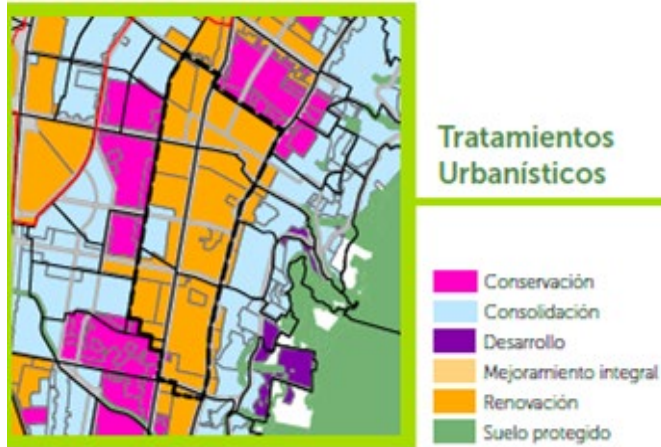 Tratamientos
Urbanísticos
Conservación
Consolidación
Desarrollo
Mejoramiento integral
Renovación
Suelo protegido